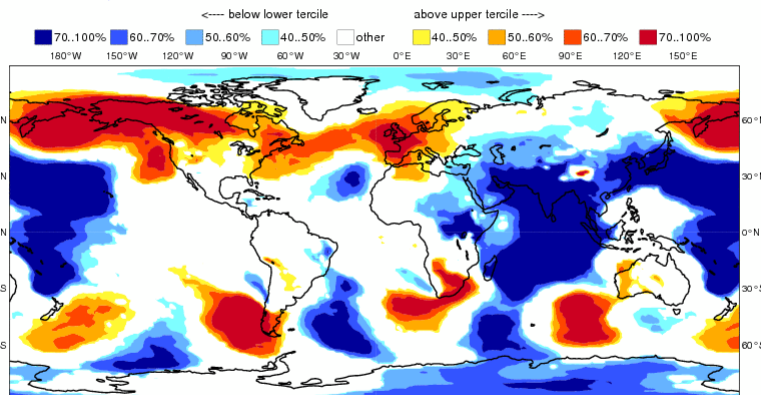 <---- below lower tercile above upper tercile ---->
70..100% 60..70% 50..60% 40..50% other 40..50% 50..60% 60..70% 70..100%
180°W 150°W 120°W 90°W 60°W 30°W 0°E 30°E 60°E 90°E 120°E 150°E
N 60°N
N 30°N
N 0°N
S 30°S
S 60°S